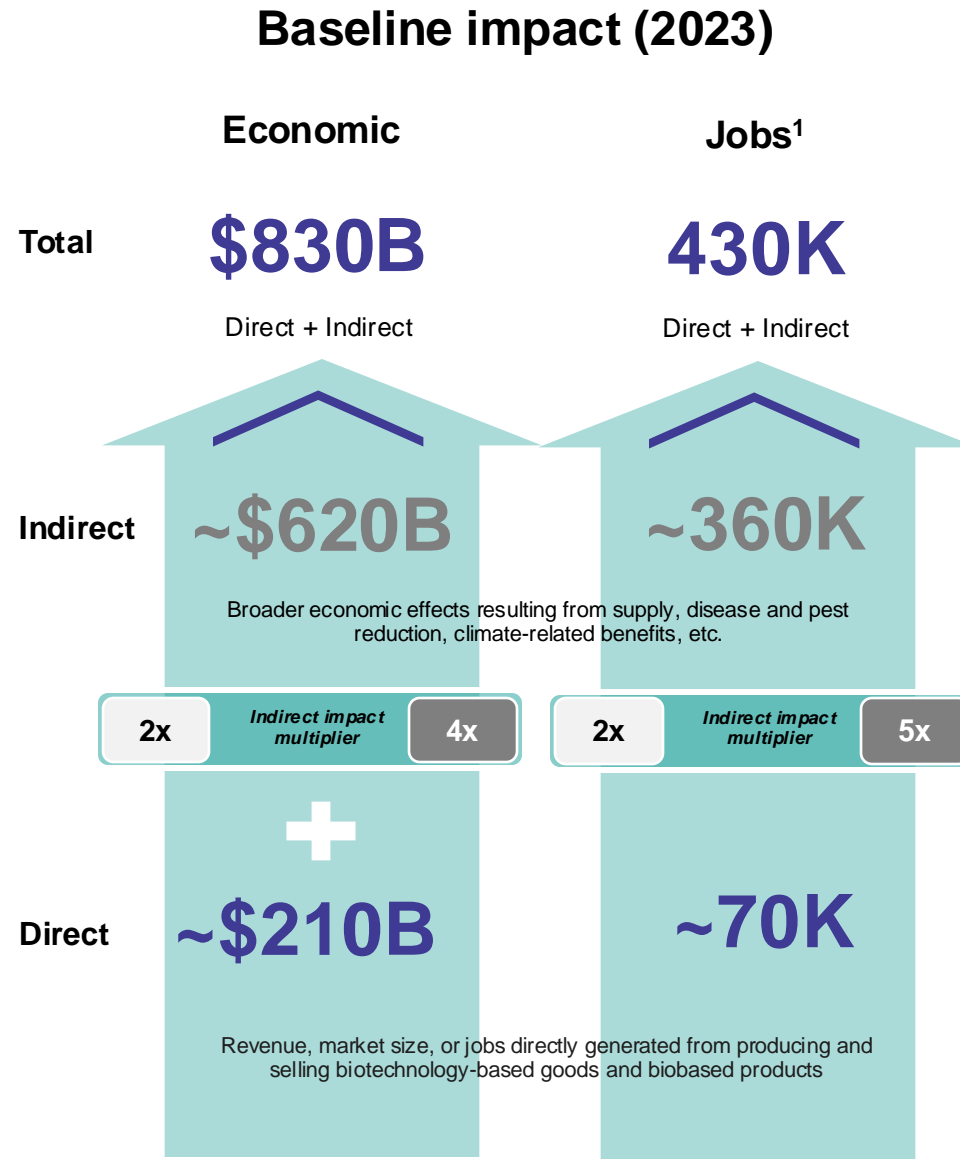 Baseline impact (2023)
Economic
Jobs¹
Total
$830B
430K
Direct + Indirect
Direct + Indirect
Indirect
~$620B
~360K
Broader economic effects resulting from supply, disease and pest
reduction, climate-related benefits, etc.
2x
Indirect impact
multiplier
4x
2x
Indirect impact
multiplier
5x
Direct
~$210B
~70K
Revenue, market size, or jobs directly generated from producing and
selling biotechnology-based goods and biobased products